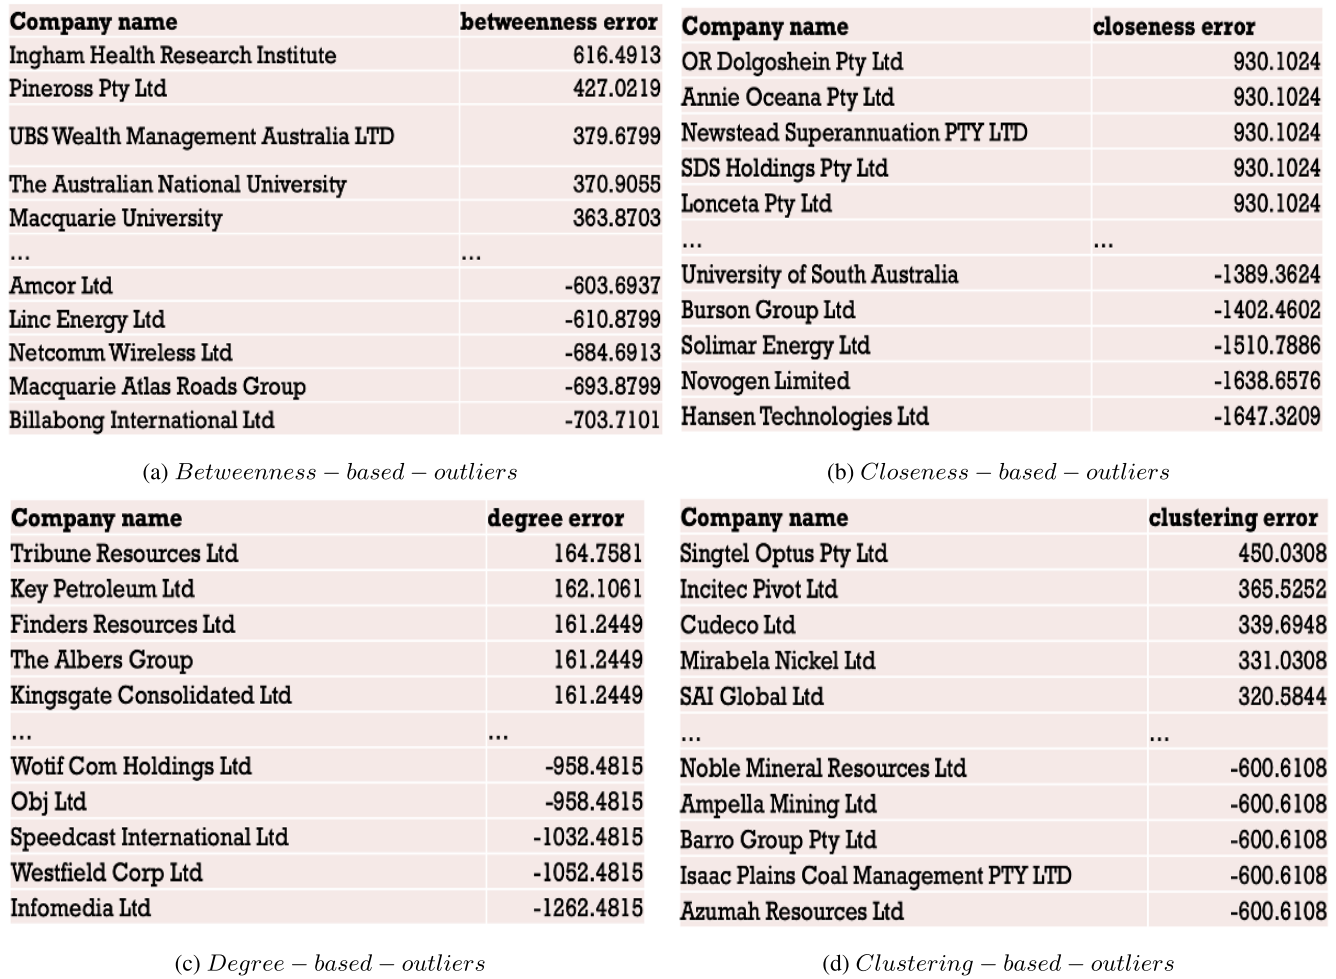 Company name betweenness error
Ingham Health Research Institute 616.4913
Pineross Pty Ltd 427.0219
UBS Wealth Management Australia LTD 379.6799
The Australian National University 370.9055
Macquarie University 363.8703
... ...
Amcor Ltd -603.6937
Linc Energy Ltd -610.8799
Netcomm Wireless Ltd -684.6913
Macquarie Atlas Roads Group -693.8799
Billabong International Ltd -703.7101
(a) Betweenness − based − outliers
Company name closeness error
OR Dolgoshein Pty Ltd 930.1024
Annie Oceana Pty Ltd 930.1024
Newstead Superannuation PTY LTD 930.1024
SDS Holdings Pty Ltd 930.1024
Lonceta Pty Ltd 930.1024
... ...
University of South Australia -1389.3624
Burson Group Ltd -1402.4602
Solimar Energy Ltd -1510.7886
Novogen Limited -1638.6576
Hansen Technologies Ltd -1647.3209
(b) Closeness − based − outliers
Company name degree error
Tribune Resources Ltd 164.7581
Key Petroleum Ltd 162.1061
Finders Resources Ltd 161.2449
The Albers Group 161.2449
Kingsgate Consolidated Ltd 161.2449
... ...
Wotif Com Holdings Ltd -958.4815
Obj Ltd -958.4815
Speedcast International Ltd -1032.4815
Westfield Corp Ltd -1052.4815
Infomedia Ltd -1262.4815
(c) Degree − based − outliers
Company name clustering error
Singtel Optus Pty Ltd 450.0308
Incitec Pivot Ltd 365.5252
Cudeco Ltd 339.6948
Mirabela Nickel Ltd 331.0308
SAI Global Ltd 320.5844
... ...
Noble Mineral Resources Ltd -600.6108
Ampella Mining Ltd -600.6108
Barro Group Pty Ltd -600.6108
Isaac Plains Coal Management PTY LTD -600.6108
Azumah Resources Ltd -600.6108
(d) Clustering − based − outliers